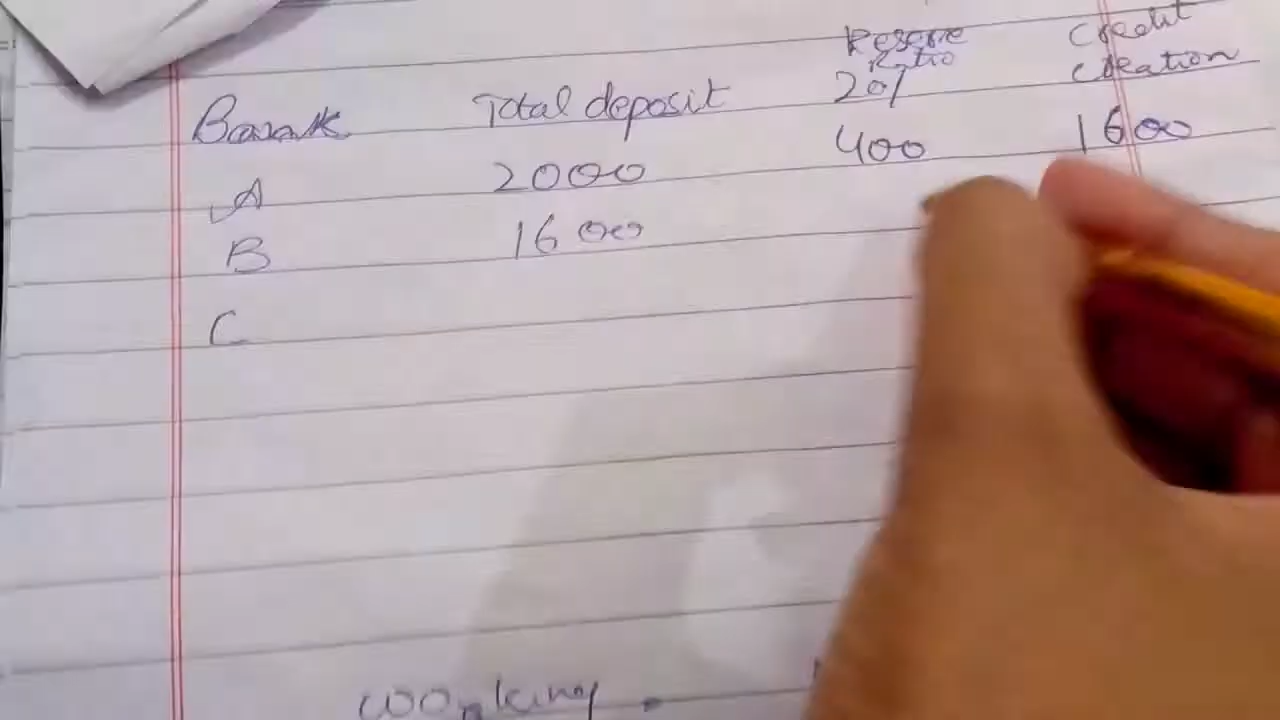 Bank Total deposit Reserve Ratio 20% Credit Creation
A 2000 400 1600
B 1600
C
working